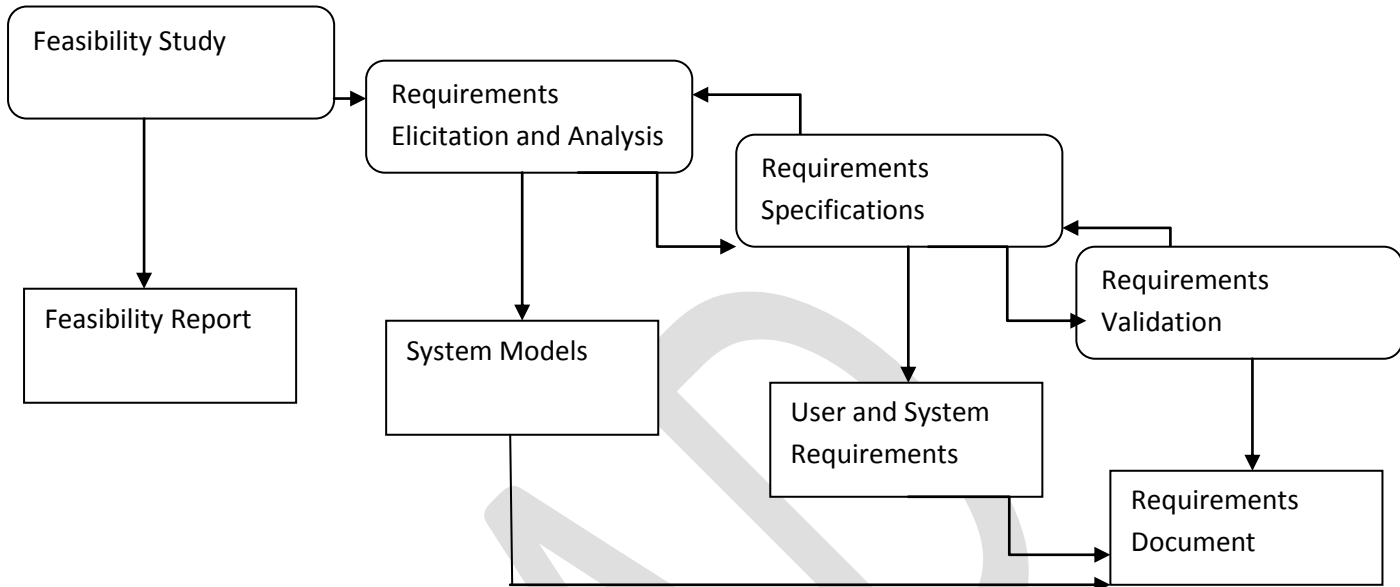 Feasibility Study
Requirements
Elicitation and Analysis
Requirements
Specifications
Requirements
Validation
Feasibility Report
System Models
User and System
Requirements
Requirements
Document